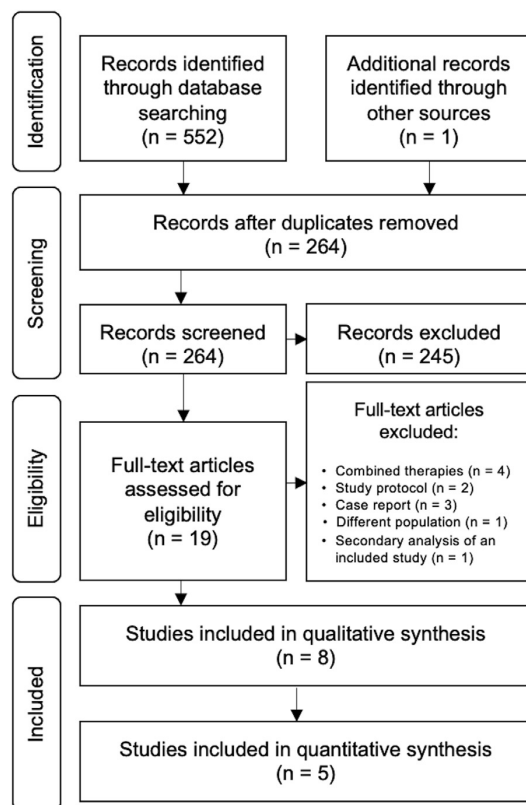 Identification
Records identified
through database
searching
(n = 552)
Additional records
identified through
other sources
(n = 1)
Screening
Records after duplicates removed
(n = 264)
Records screened
(n = 264)
Records excluded
(n = 245)
Eligibility
Full-text articles
assessed for
eligibility
(n = 19)
Full-text articles
excluded:
• Combined therapies (n = 4)
• Study protocol (n = 2)
• Case report (n = 3)
• Different population (n = 1)
• Secondary analysis of an
included study (n = 1)
Included
Studies included in qualitative synthesis
(n = 8)
Studies included in quantitative synthesis
(n = 5)